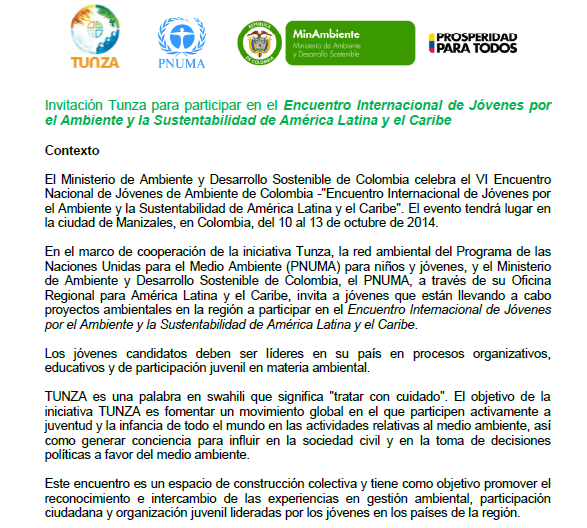 TUNZA
PNUMA
REPUBLICA DE COLOMBIA
MinAmbiente
Ministerio de Ambiente
y Desarrollo Sostenible
PROSPERIDAD
PARA TODOS
Invitación Tunza para participar en el Encuentro Internacional de Jóvenes por
el Ambiente y la Sustentabilidad de América Latina y el Caribe
Contexto
El Ministerio de Ambiente y Desarrollo Sostenible de Colombia celebra el VI Encuentro
Nacional de Jóvenes de Ambiente de Colombia -"Encuentro Internacional de Jóvenes por
el Ambiente y la Sustentabilidad de América Latina y el Caribe". El evento tendrá lugar en
la ciudad de Manizales, en Colombia, del 10 al 13 de octubre de 2014.
En el marco de cooperación de la iniciativa Tunza, la red ambiental del Programa de las
Naciones Unidas para el Medio Ambiente (PNUMA) para niños y jóvenes, y el Ministerio
de Ambiente y Desarrollo Sostenible de Colombia, el PNUMA, a través de su Oficina
Regional para América Latina y el Caribe, invita a jóvenes que están llevando a cabo
proyectos ambientales en la región a participar en el Encuentro Internacional de Jóvenes
por el Ambiente y la Sustentabilidad de América Latina y el Caribe.
Los jóvenes candidatos deben ser líderes en su país en procesos organizativos,
educativos y de participación juvenil en materia ambiental.
TUNZA es una palabra en swahili que significa "tratar con cuidado". El objetivo de la
iniciativa TUNZA es fomentar un movimiento global en el que participen activamente a
juventud y la infancia de todo el mundo en las actividades relativas al medio ambiente, así
como generar conciencia para influir en la sociedad civil y en la toma de decisiones
políticas a favor del medio ambiente.
Este encuentro es un espacio de construcción colectiva y tiene como objetivo promover el
reconocimiento e intercambio de las experiencias en gestión ambiental, participación
ciudadana y organización juvenil lideradas por los jóvenes en los países de la región.